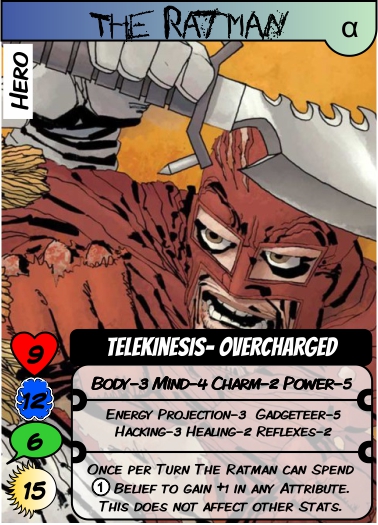 THE RATMAN
α
HERO
TELEKINESIS- OVERCHARGED
BODY-3 MIND-4 CHARM-2 POWER-5
ENERGY PROJECTION-3 GADGETEER-5
HACKING-3 HEALING-2 REFLEXES-2
ONCE PER TURN THE RATMAN CAN SPEND
① BELIEF TO GAIN +1 IN ANY ATTRIBUTE.
THIS DOES NOT AFFECT OTHER STATS.
9
12
6
15